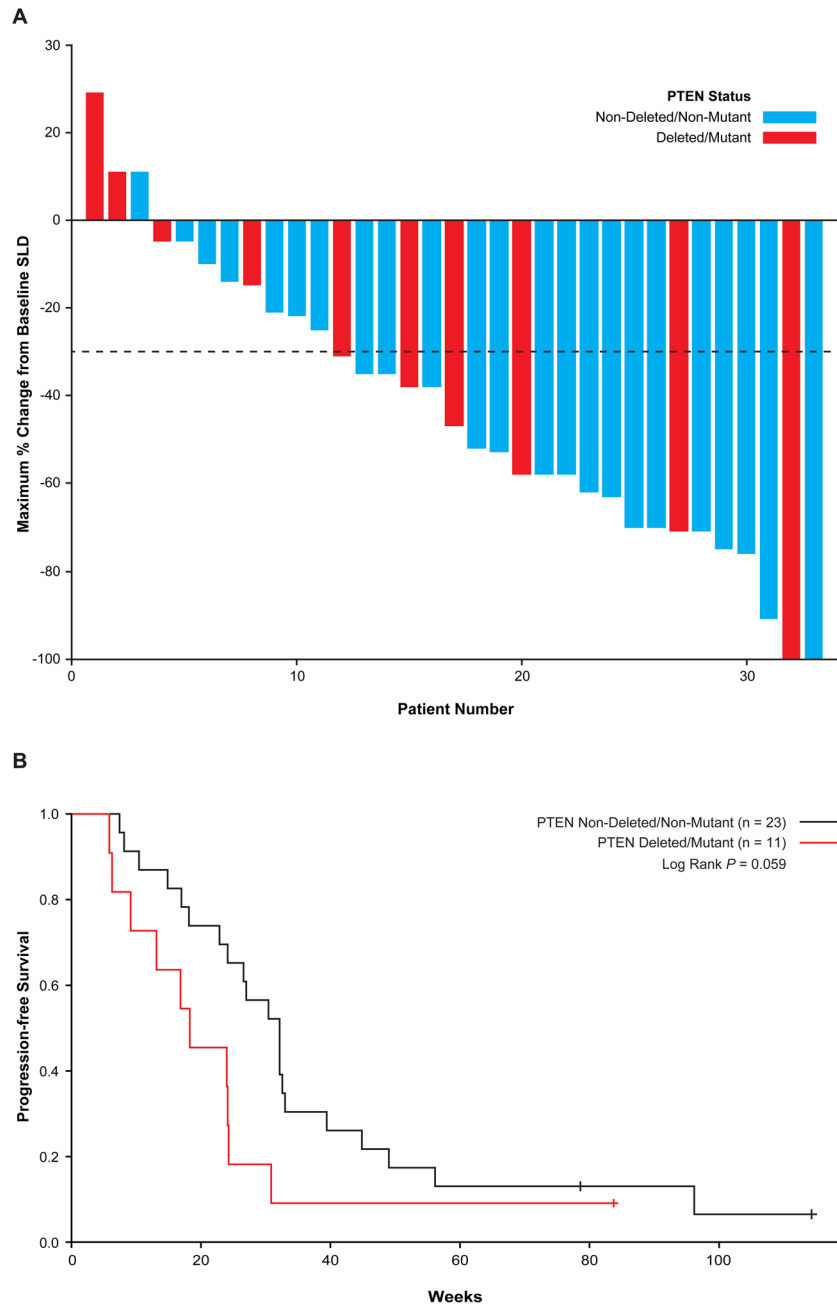 A
30
20
0
-20
-40
-60
-80
-100
Maximum % Change from Baseline SLD
PTEN Status
Non-Deleted/Non-Mutant
Deleted/Mutant
0 10 20 30
Patient Number
B
1.0
0.8
0.6
0.4
0.2
0.0
Progression-free Survival
PTEN Non-Deleted/Non-Mutant (n = 23)
PTEN Deleted/Mutant (n = 11)
Log Rank P = 0.059
0 20 40 60 80 100
Weeks